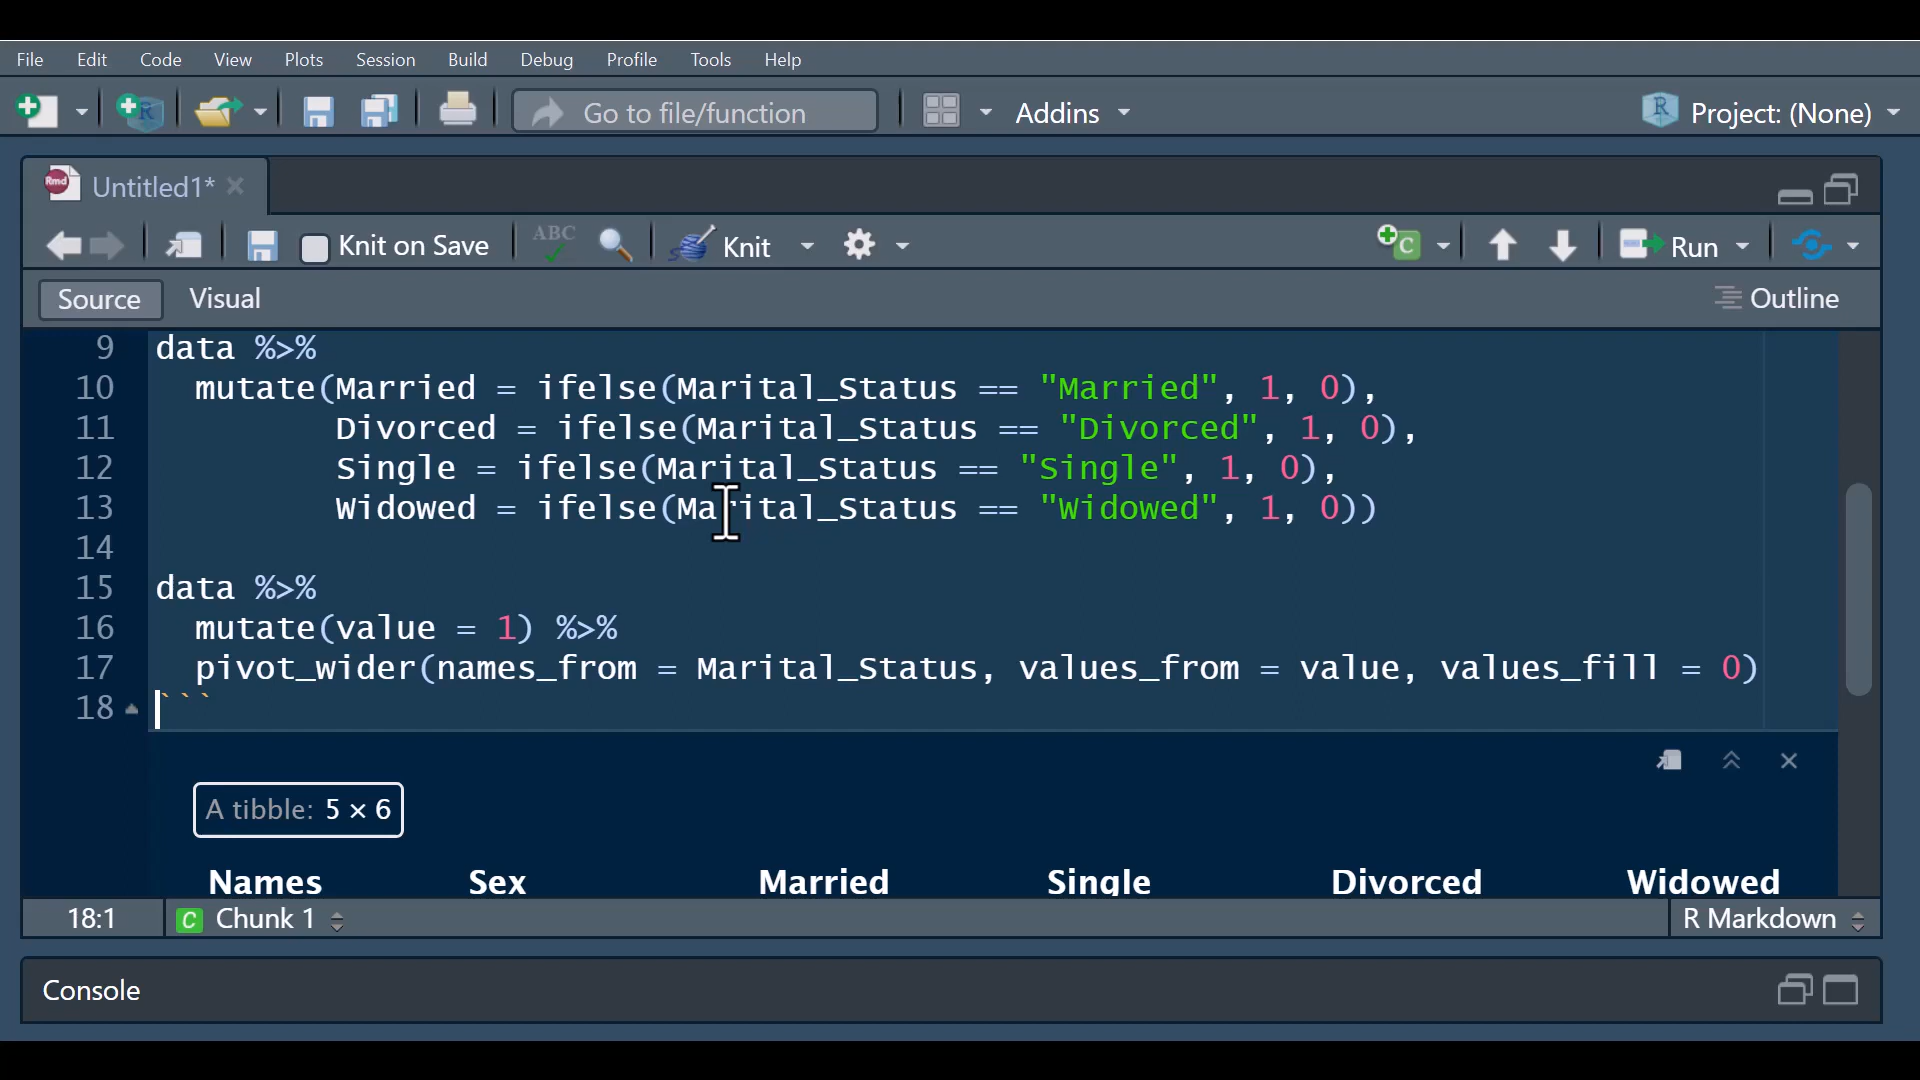 File Edit Code View Plots Session Build Debug Profile Tools Help
Go to file/function Addins Project: (None)
Rmd Untitled1*
Knit on Save ABC Knit C Run
Source Visual Outline
9 data %>%
10 mutate(Married = ifelse(Marital_Status == "Married", 1, 0),
11 Divorced = ifelse(Marital_Status == "Divorced", 1, 0),
12 Single = ifelse(Marital_Status == "Single", 1, 0),
13 Widowed = ifelse(Marital_Status == "Widowed", 1, 0))
14
15 data %>%
16 mutate(value = 1) %>%
17 pivot_wider(names_from = Marital_Status, values_from = value, values_fill = 0)
18 ```
A tibble: 5 × 6
Names Sex Married Single Divorced Widowed
18:1 C Chunk 1 R Markdown
Console